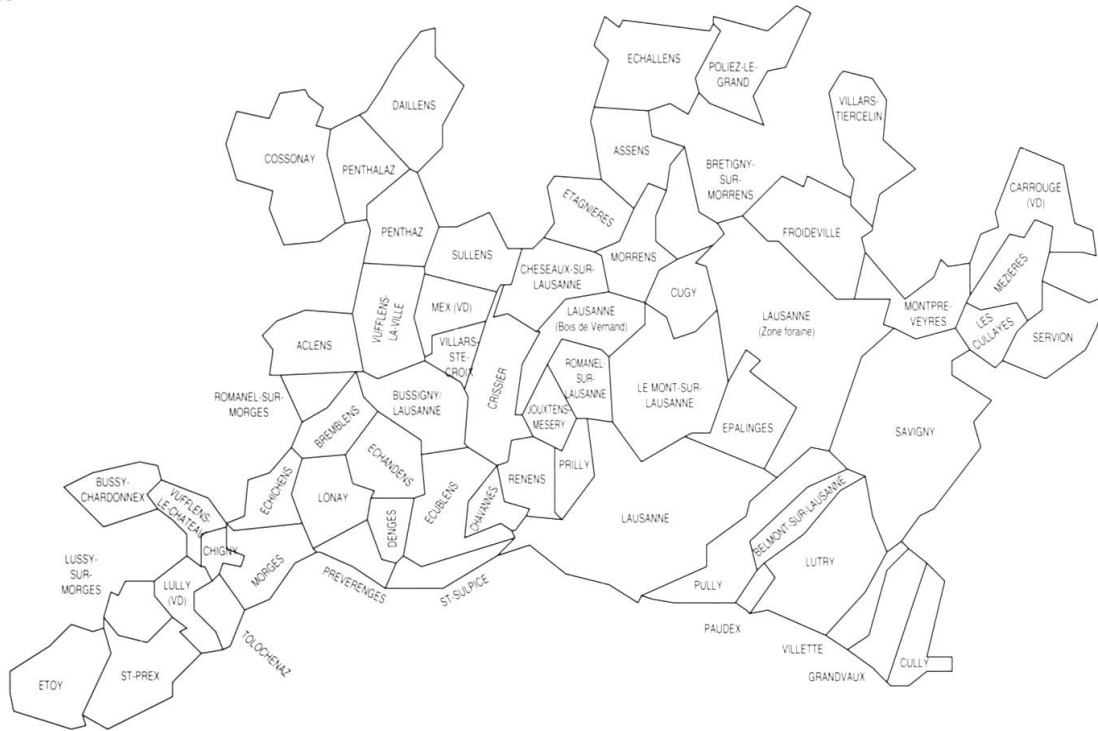 ECHALLENS
POLIEZ-LE-
GRAND
DAILLENS
VILLARS-
TIERCELIN
COSSONAY
PENTHALAZ
ASSENS
BRETIGNY-
SUR-
MORRENS
CARROUGE
(VD)
ETAGNIERES
PENTHAZ
FROIDEVILLE
SULLENS
MORRENS
CHESEAUX-SUR-
LAUSANNE
MEZIERES
CUGY
MEX (VD)
VUFFLENS-
LA-VILLE
LAUSANNE
(Bois de Vernand)
LAUSANNE
(Zone foraine)
MONTPRE-
VEYRES
LES
CULLAYES
SERVION
ACLENS
VILLARS-
STE-
CROIX
CRISSIER
ROMANEL-
SUR-
LAUSANNE
ROMANEL-SUR-
MORGES
BUSSIGNY/
LAUSANNE
LE MONT-SUR-
LAUSANNE
JOUXTENS-
MESERY
BREMBLENS
EPALINGES
SAVIGNY
ECHANDENS
BUSSY-
CHARDONNEX
VUFFLENS-
LE-CHATEAU
ECHICHENS
LONAY
ECUBLENS
CHAVANNES
RENENS
PRILLY
LAUSANNE
BELMONT-SUR-LAUSANNE
DENGES
CHIGNY
LUTRY
LUSSY-
SUR-
MORGES
LULLY
(VD)
MORGES
PREVERENGES
ST-SULPICE
PULLY
PAUDEX
TOLOCHENAZ
VILLETTE
GRANDVAUX
CULLY
ETOY
ST-PREX